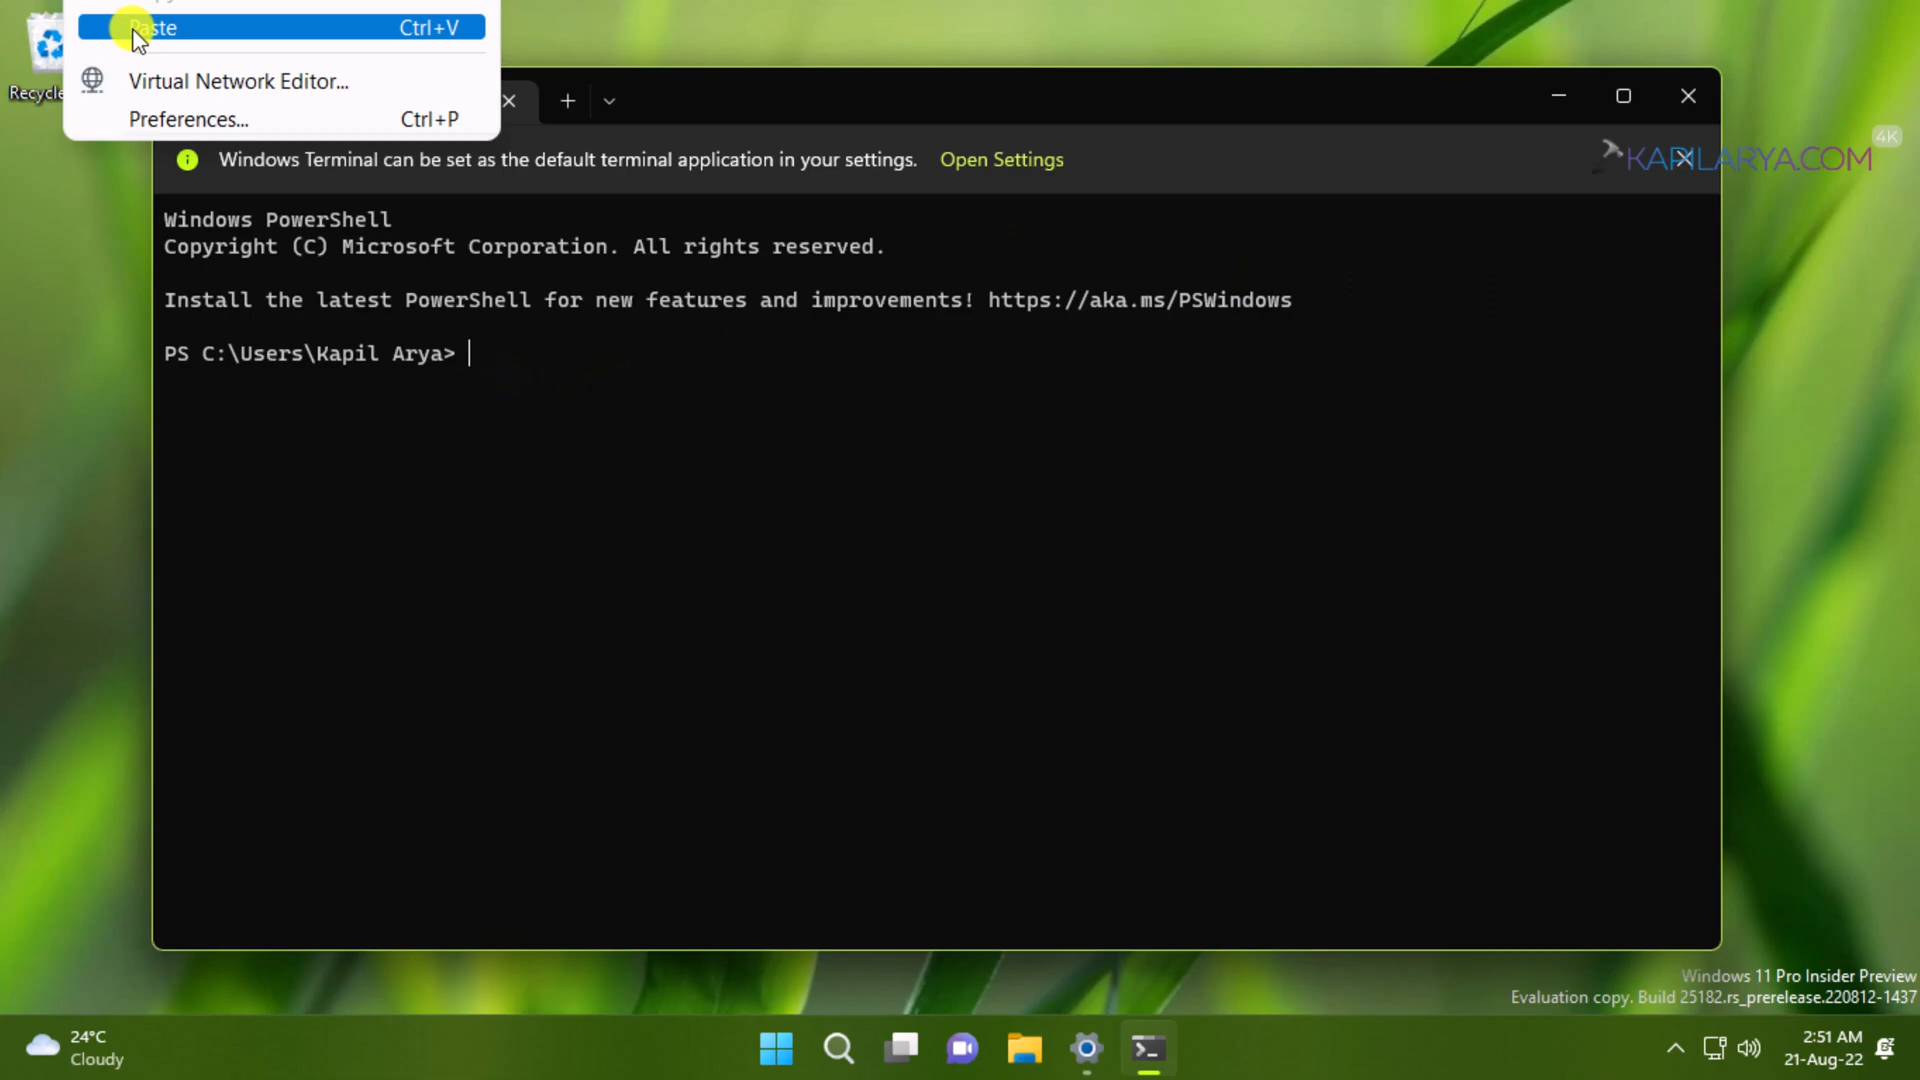 Paste Ctrl+V
Virtual Network Editor...
Preferences... Ctrl+P
Recycle
Windows Terminal can be set as the default terminal application in your settings. Open Settings
4K
KAPILARYA.COM
Windows PowerShell
Copyright (C) Microsoft Corporation. All rights reserved.
Install the latest PowerShell for new features and improvements! https://aka.ms/PSWindows
PS C:\Users\Kapil Arya>
Windows 11 Pro Insider Preview
Evaluation copy. Build 25182.rs_prerelease.220812-1437
24°C
Cloudy
2:51 AM
21-Aug-22